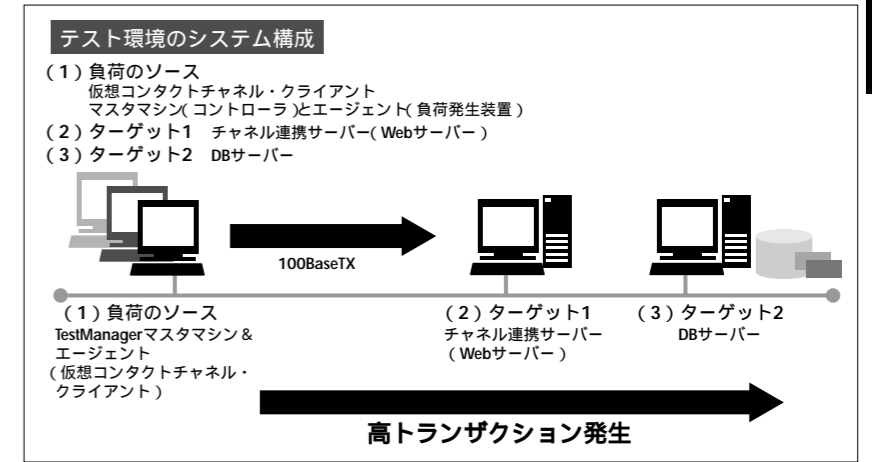 テスト環境のシステム構成
（1）負荷のソース
仮想コンタクトチャネル・クライアント
マスタマシン（コントローラ）とエージェント（負荷発生装置）
（2）ターゲット1　チャネル連携サーバー（Webサーバー）
（3）ターゲット2　DBサーバー
100BaseTX
（1）負荷のソース
TestManagerマスタマシン＆
エージェント
（仮想コンタクトチャネル・
クライアント）
（2）ターゲット1
チャネル連携サーバー
（Webサーバー）
（3）ターゲット2
DBサーバー
高トランザクション発生